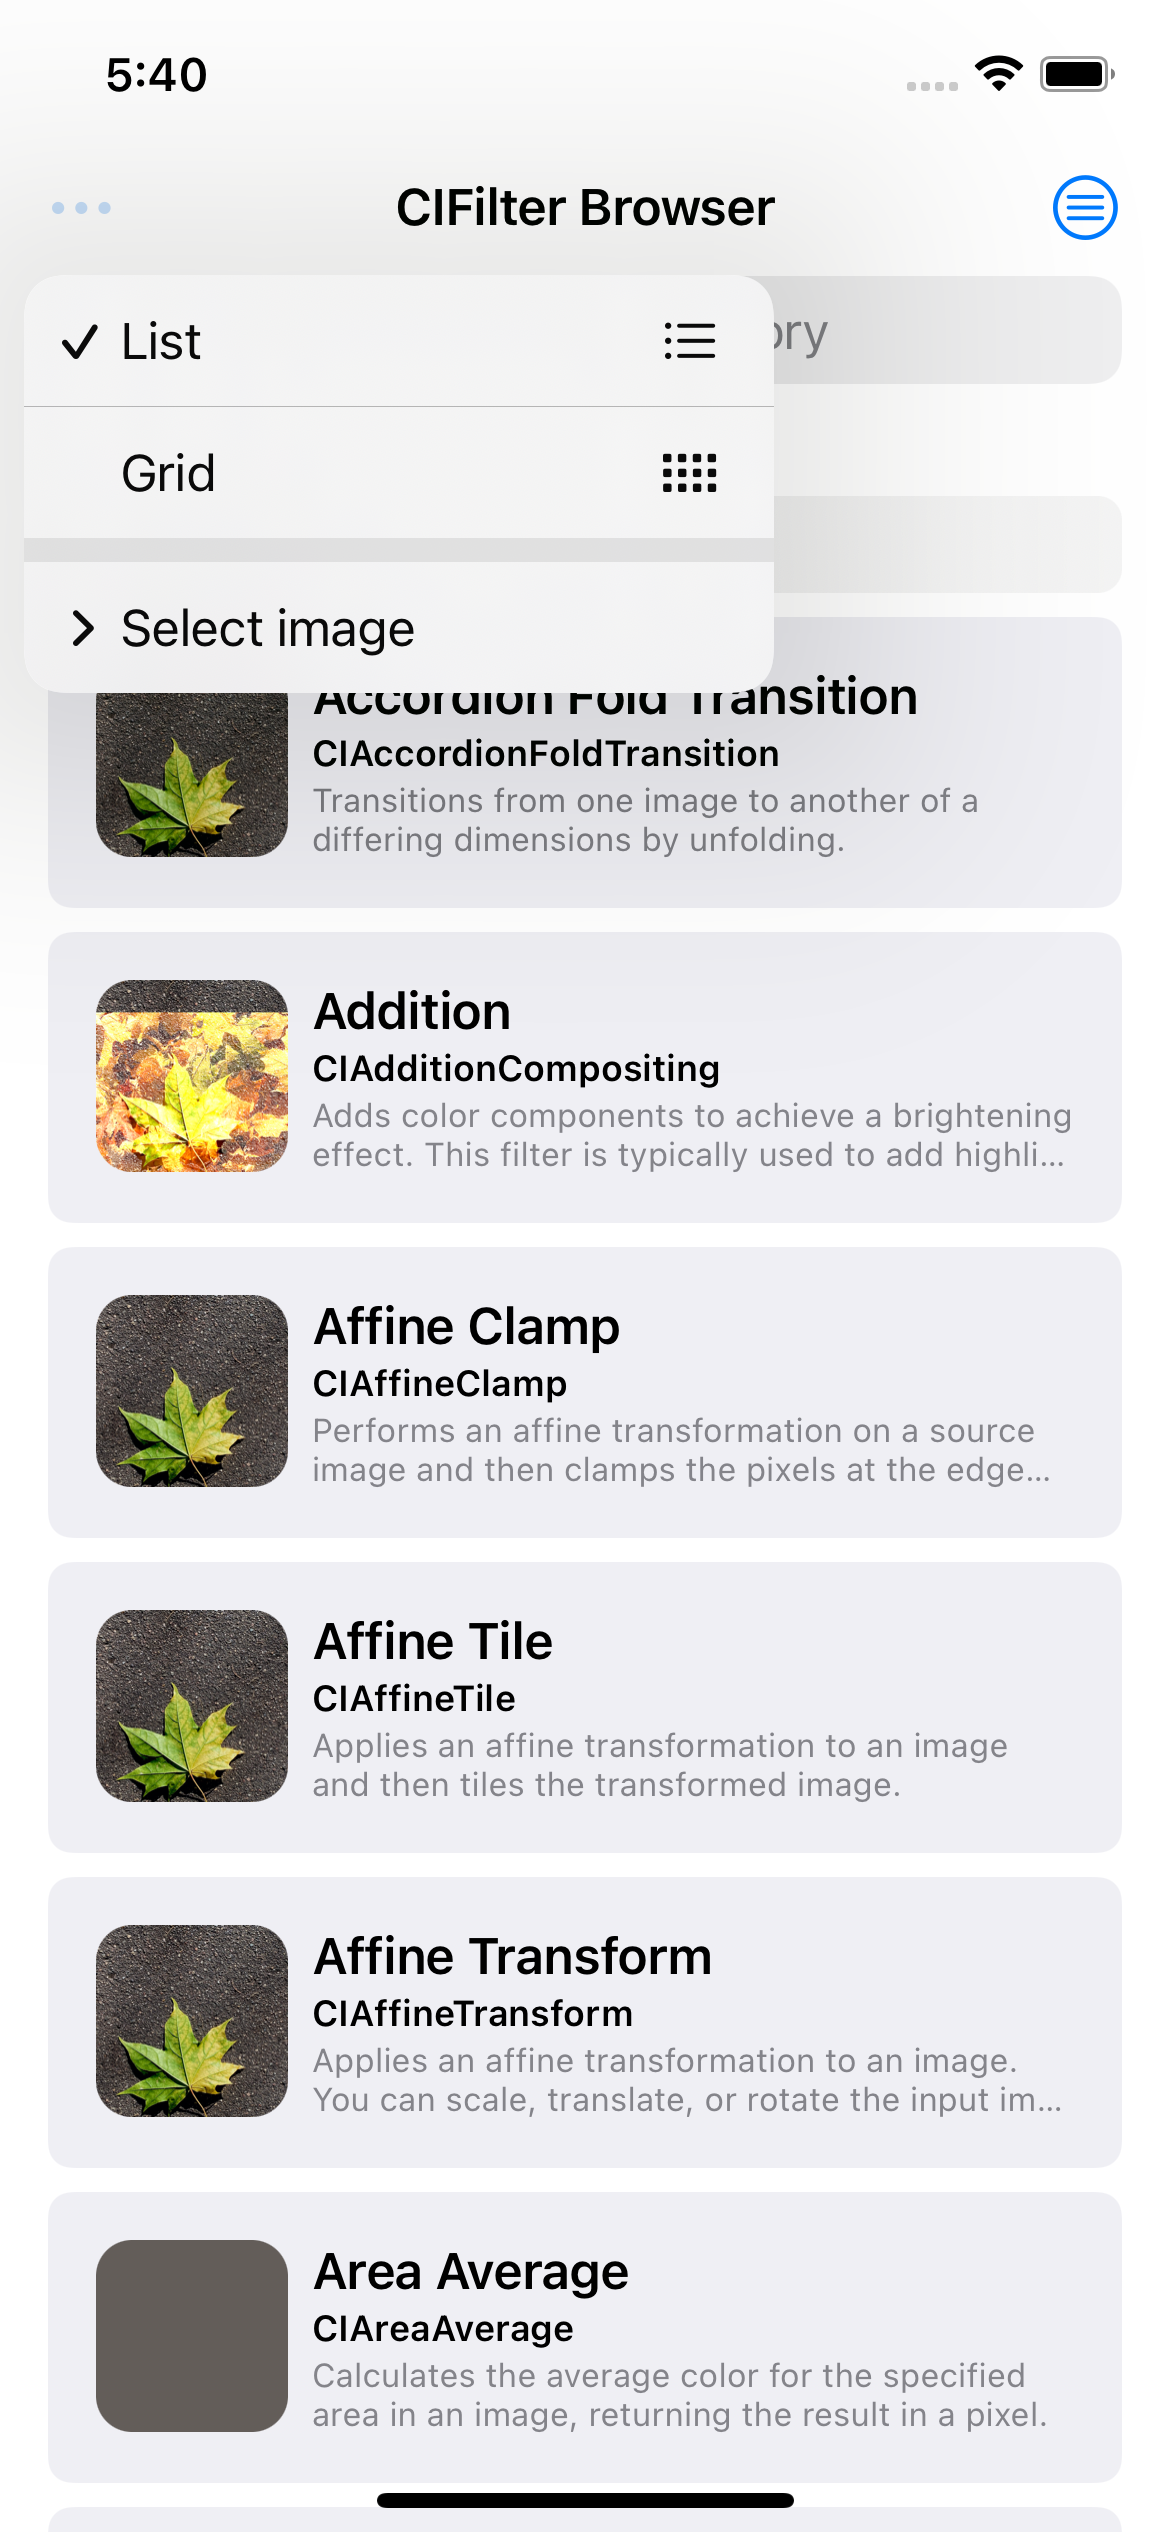 5:40
CIFilter Browser
List
Grid
Select image
Accordion Fold Transition
CIAccordionFoldTransition
Transitions from one image to another of a
differing dimensions by unfolding.
Addition
CIAdditionCompositing
Adds color components to achieve a brightening
effect. This filter is typically used to add highli...
Affine Clamp
CIAffineClamp
Performs an affine transformation on a source
image and then clamps the pixels at the edge...
Affine Tile
CIAffineTile
Applies an affine transformation to an image
and then tiles the transformed image.
Affine Transform
CIAffineTransform
Applies an affine transformation to an image.
You can scale, translate, or rotate the input im...
Area Average
CIAreaAverage
Calculates the average color for the specified
area in an image, returning the result in a pixel.